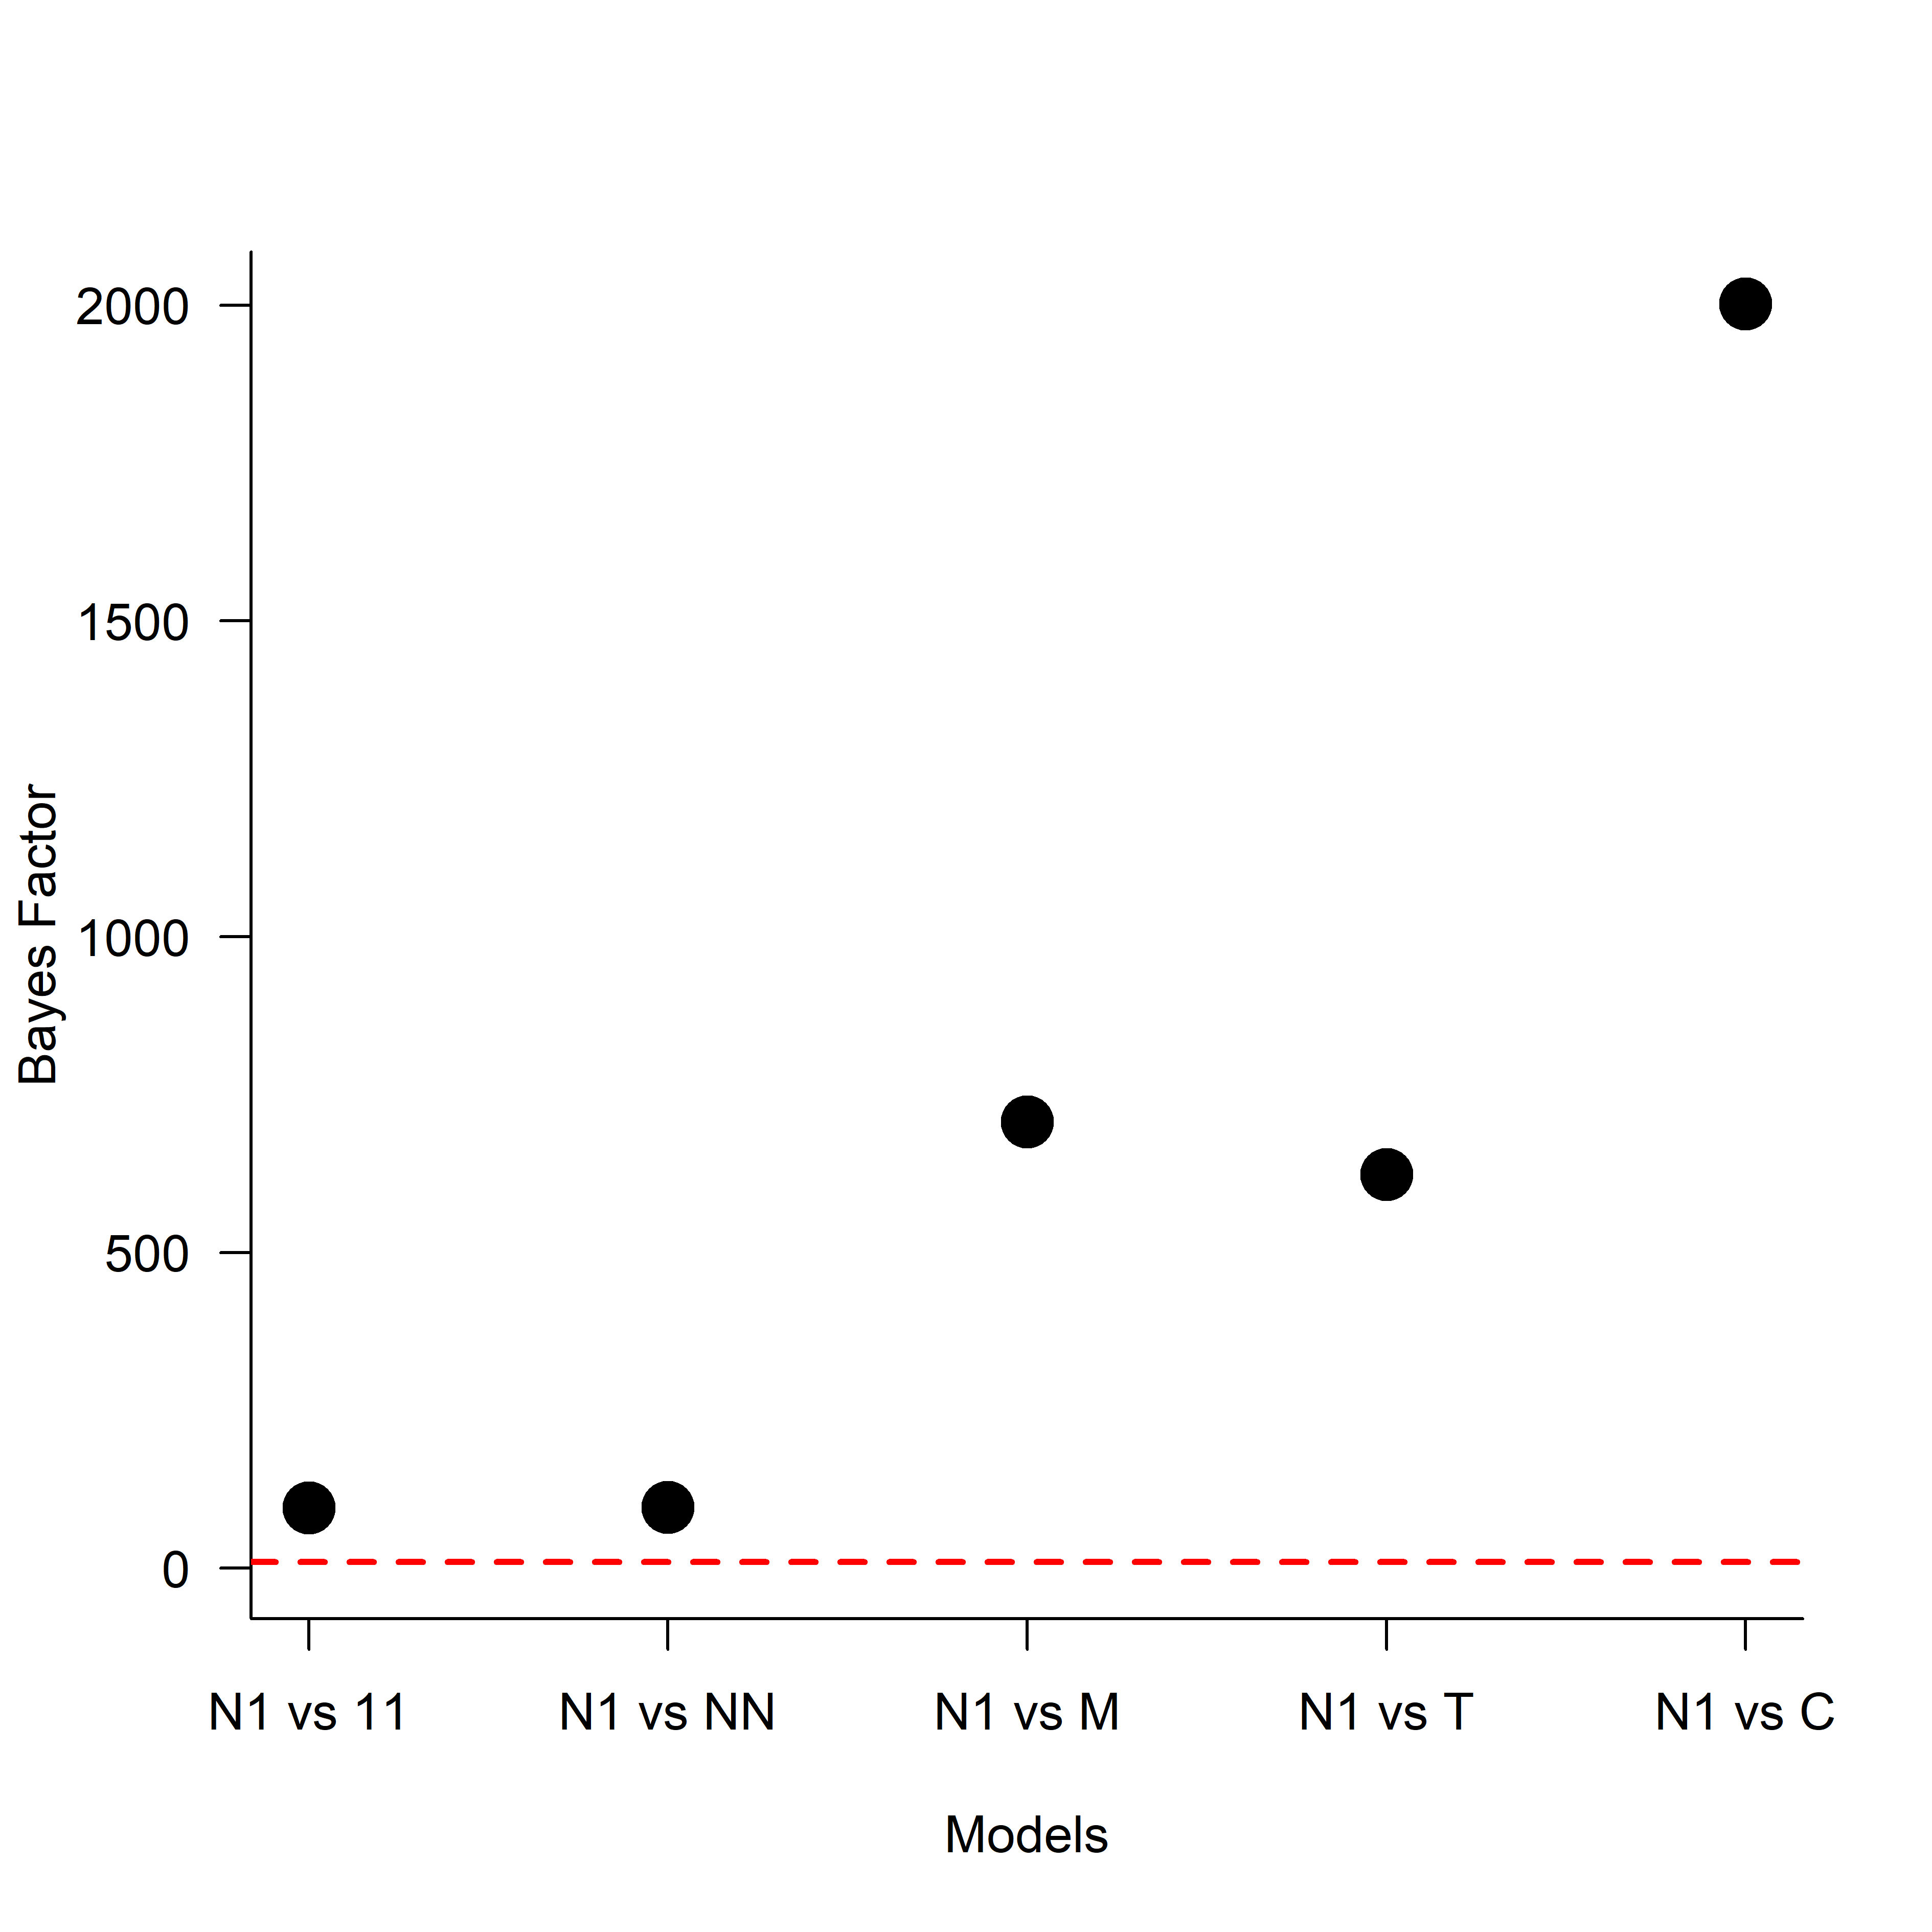 2000
1500
1000
500
0
Bayes Factor
N1 vs 11
N1 vs NN
N1 vs M
N1 vs T
N1 vs C
Models